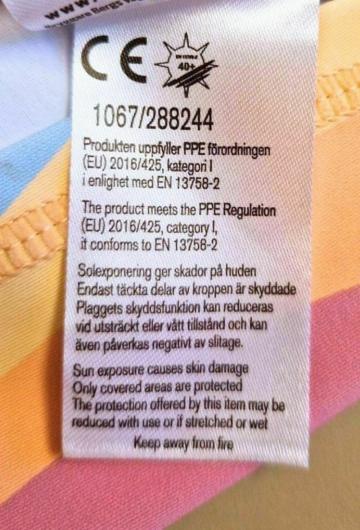 www.
CE
EN 13758-2
40+
1067/288244
Produkten uppfyller PPE förordningen
(EU) 2016/425, kategori I
i enlighet med EN 13758-2
The product meets the PPE Regulation
(EU) 2016/425, category I,
it conforms to EN 13758-2
Solexponering ger skador på huden
Endast täckta delar av kroppen är skyddade
Plaggets skyddsfunktion kan reduceras
vid utsträckt eller vått tillstånd och kan
även påverkas negativt av slitage.
Sun exposure causes skin damage
Only covered areas are protected
The protection offered by this item may be
reduced with use or if stretched or wet
Keep away from fire